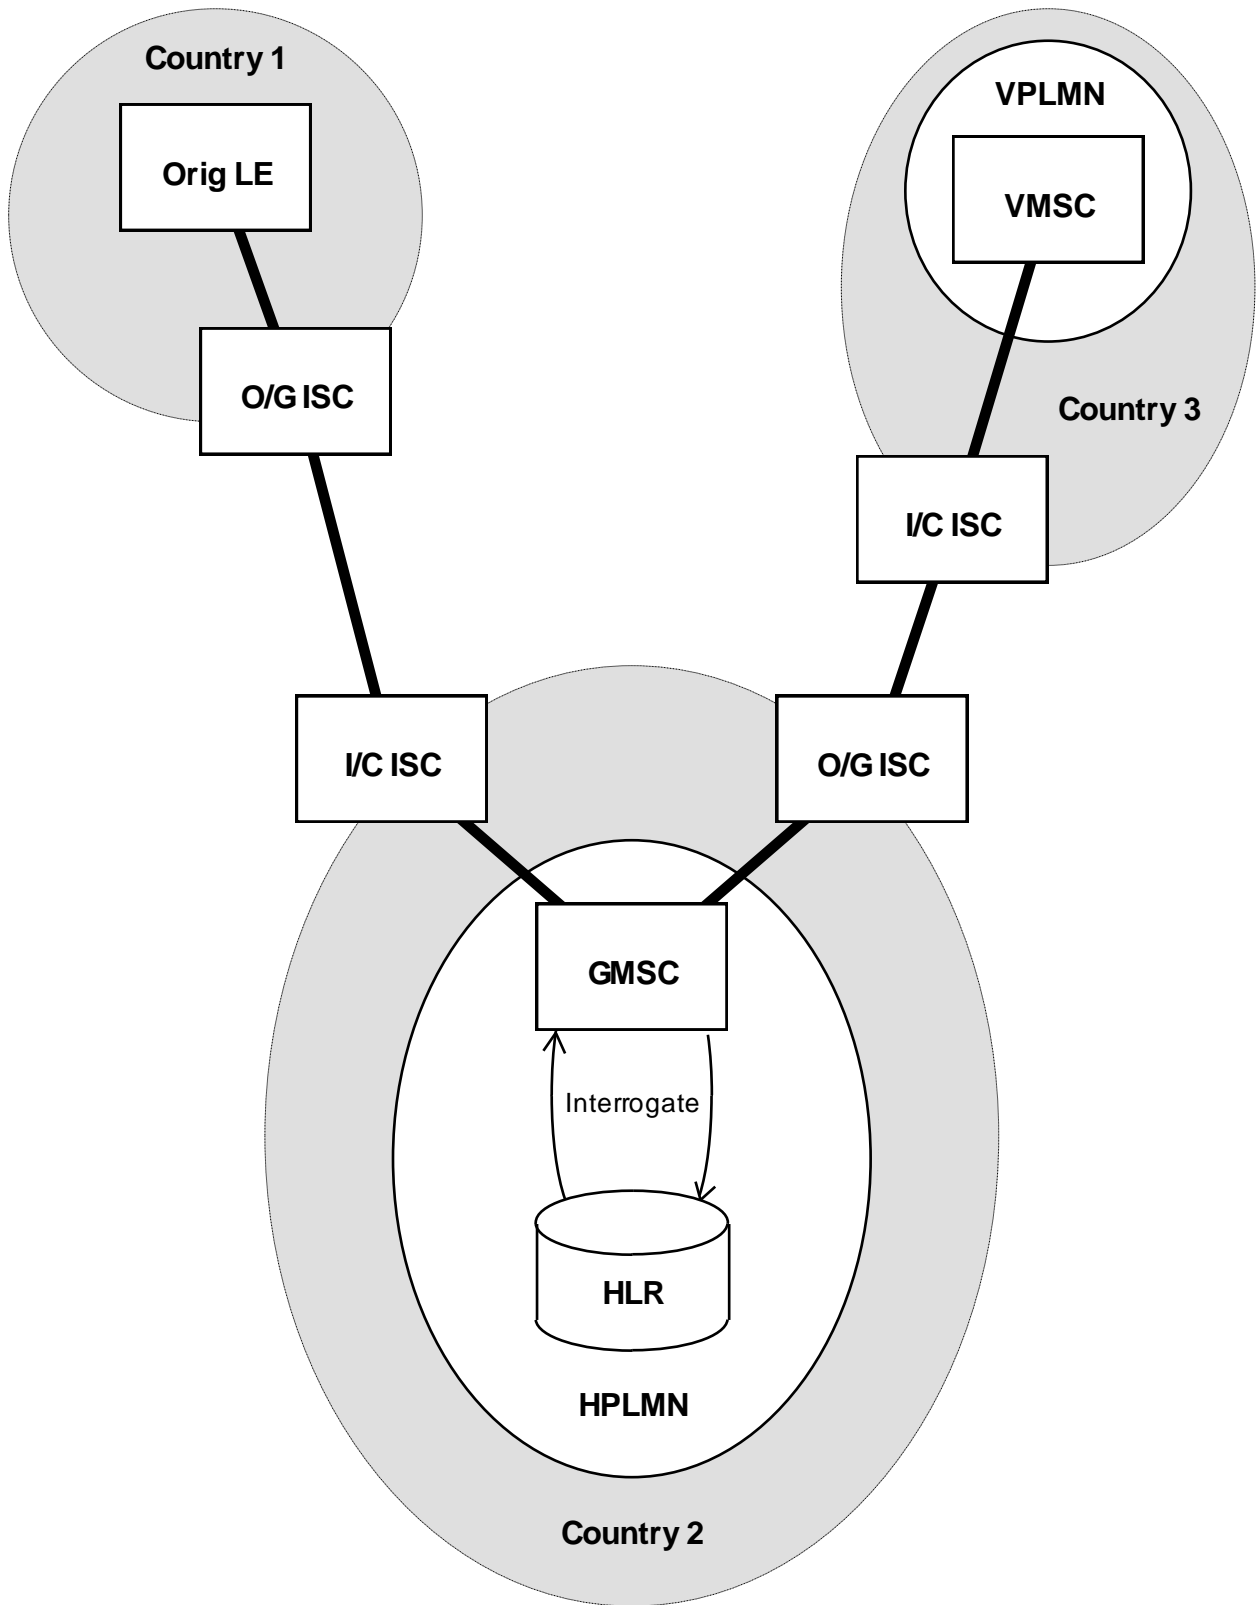 Country 1
Orig LE
O/G ISC
VPLMN
VMSC
Country 3
I/C ISC
I/C ISC
O/G ISC
GMSC
Interrogate
HLR
HPLMN
Country 2